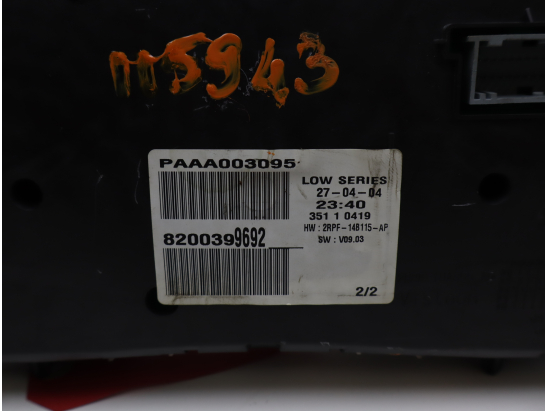 m5943
PAAA003095
LOW SERIES
27-04-04
23:40
351 1 0419
HW : 2RPF-14B115-AP
SW : V09.03
8200399692
2/2